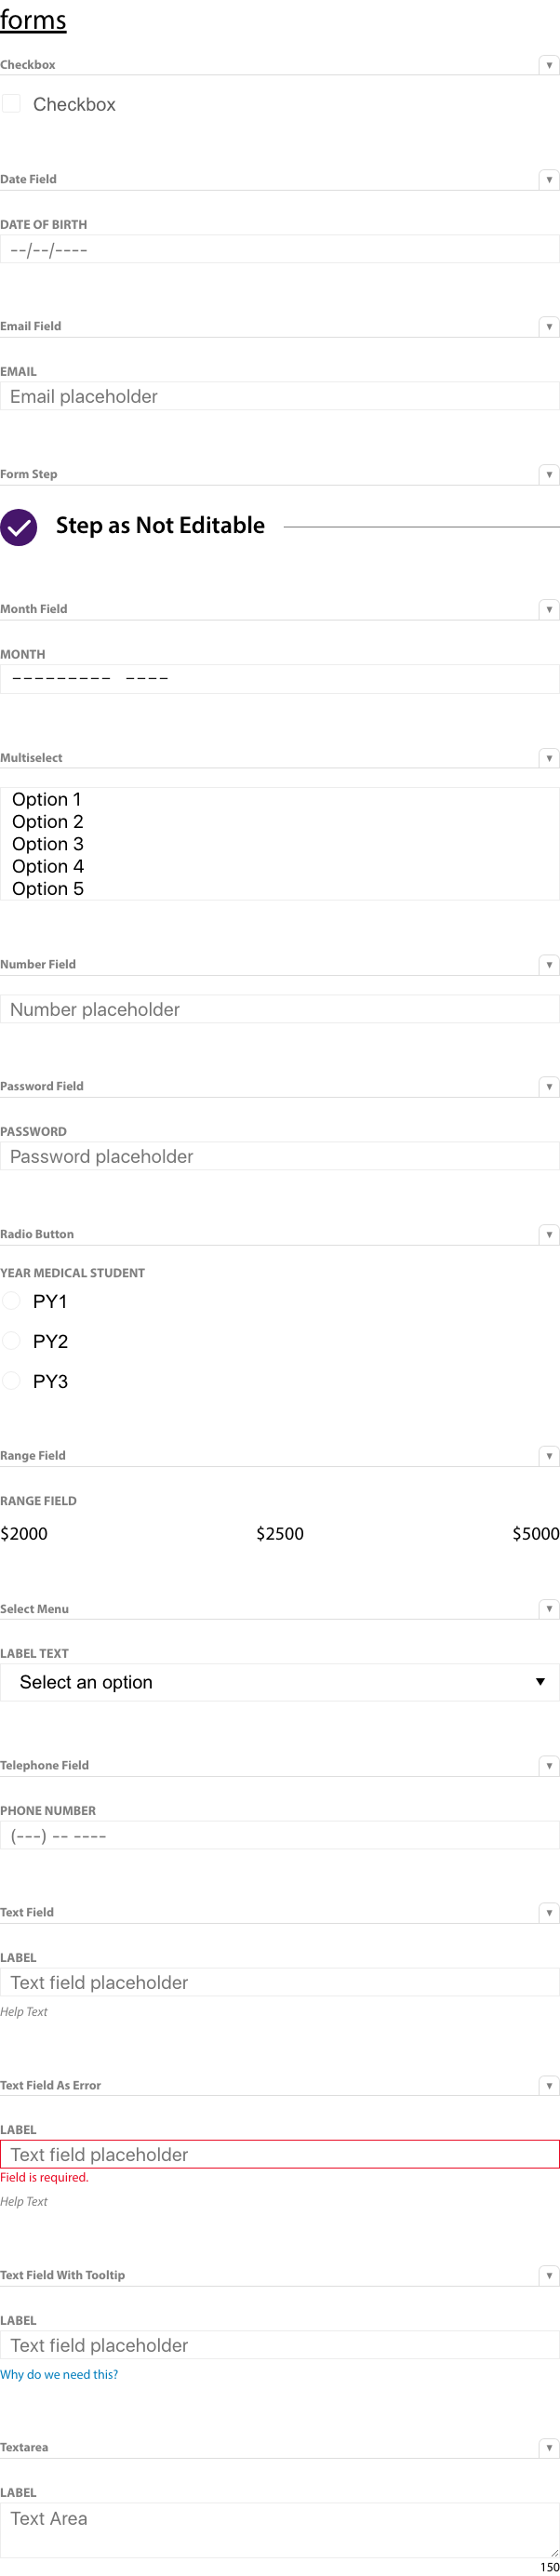 forms
Checkbox
Checkbox
Date Field
DATE OF BIRTH
--/--/----
Email Field
EMAIL
Email placeholder
Form Step
Step as Not Editable
Month Field
MONTH
--------- ----
Multiselect
Option 1
Option 2
Option 3
Option 4
Option 5
Number Field
Number placeholder
Password Field
PASSWORD
Password placeholder
Radio Button
YEAR MEDICAL STUDENT
PY1
PY2
PY3
Range Field
RANGE FIELD
$2000 $2500 $5000
Select Menu
LABEL TEXT
Select an option
Telephone Field
PHONE NUMBER
(---) -- ----
Text Field
LABEL
Text field placeholder
Help Text
Text Field As Error
LABEL
Text field placeholder
Field is required.
Help Text
Text Field With Tooltip
LABEL
Text field placeholder
Why do we need this?
Textarea
LABEL
Text Area
150